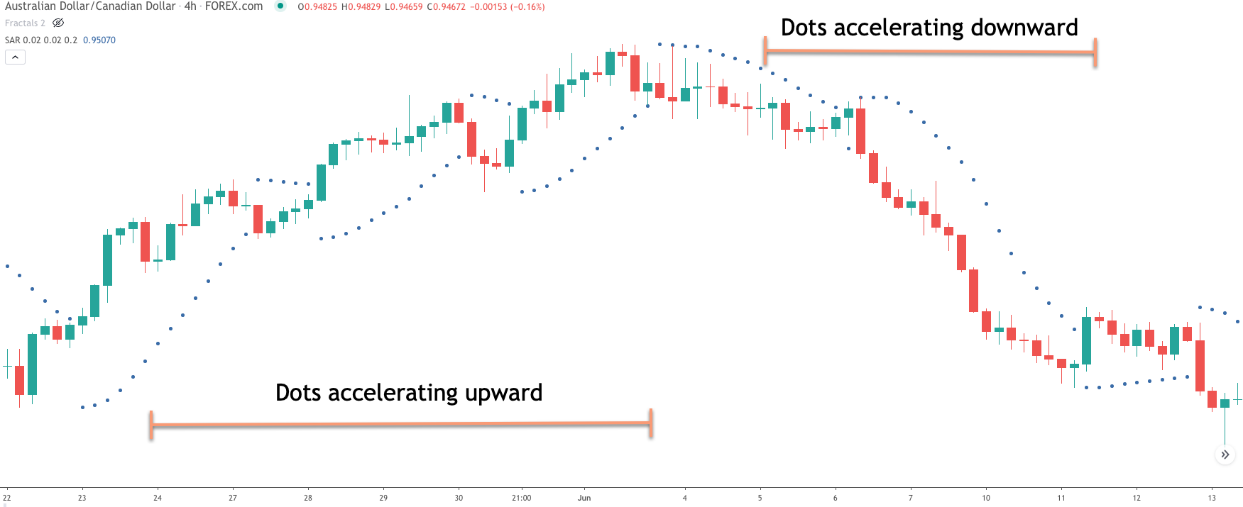 Australian Dollar/Canadian Dollar · 4h · FOREX.com O0.94825 H0.94829 L0.94659 C0.94672 −0.00153 (−0.16%)
Fractals 2
SAR 0.02 0.02 0.2 0.95070
Dots accelerating downward
Dots accelerating upward
22 23 24 27 28 29 30 21:00 Jun 4 5 6 7 10 11 12 13